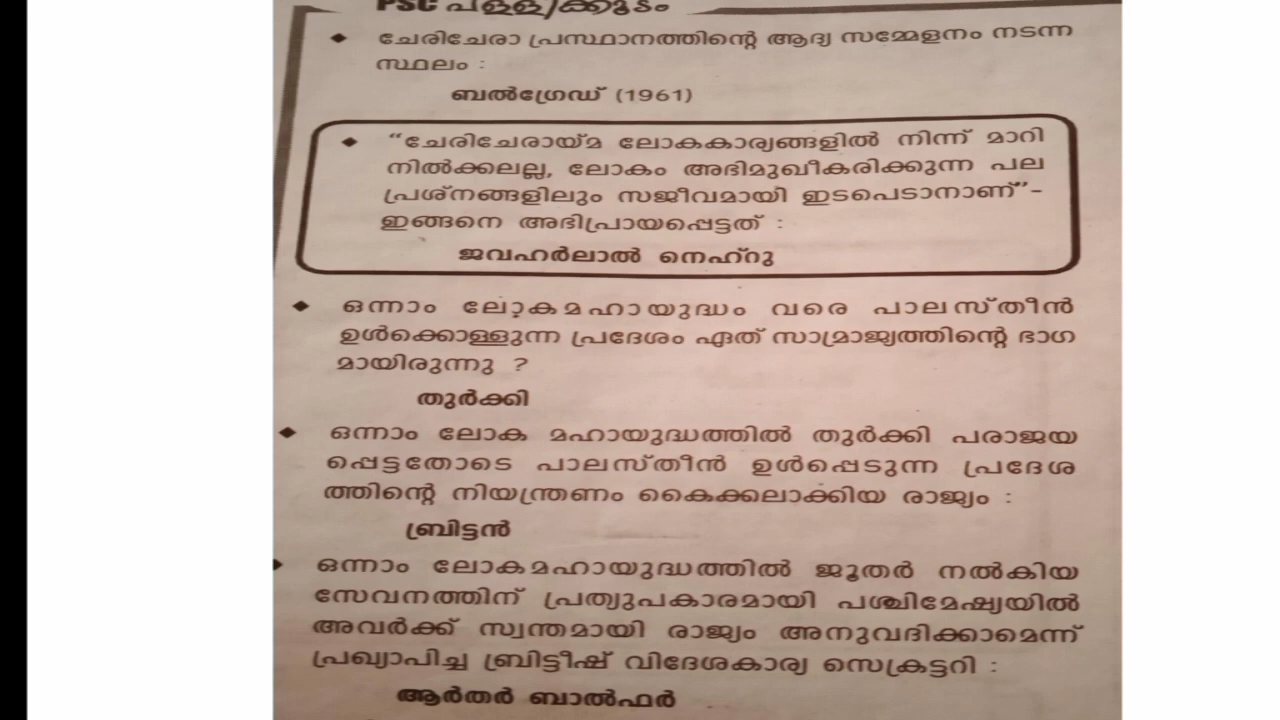 PSC പള്ളിക്കൂടം
ചേരിചേരാ പ്രസ്ഥാനത്തിന്റെ ആദ്യ സമ്മേളനം നടന്ന
സ്ഥലം :
ബൽഗ്രേഡ് (1961)
“ചേരിചേരായ്മ ലോകകാര്യങ്ങളിൽ നിന്ന് മാറി
നിൽക്കലല്ല, ലോകം അഭിമുഖീകരിക്കുന്ന പല
പ്രശ്നങ്ങളിലും സജീവമായി ഇടപെടാനാണ്”-
ഇങ്ങനെ അഭിപ്രായപ്പെട്ടത് :
ജവഹർലാൽ നെഹ്റു
ഒന്നാം ലോകമഹായുദ്ധം വരെ പാലസ്തീൻ
ഉൾക്കൊള്ളുന്ന പ്രദേശം ഏത് സാമ്രാജ്യത്തിന്റെ ഭാഗ
മായിരുന്നു ?
തുർക്കി
ഒന്നാം ലോക മഹായുദ്ധത്തിൽ തുർക്കി പരാജയ
പ്പെട്ടതോടെ പാലസ്തീൻ ഉൾപ്പെടുന്ന പ്രദേശ
ത്തിന്റെ നിയന്ത്രണം കൈക്കലാക്കിയ രാജ്യം :
ബ്രിട്ടൻ
ഒന്നാം ലോകമഹായുദ്ധത്തിൽ ജൂതർ നൽകിയ
സേവനത്തിന് പ്രത്യുപകാരമായി പശ്ചിമേഷ്യയിൽ
അവർക്ക് സ്വന്തമായി രാജ്യം അനുവദിക്കാമെന്ന്
പ്രഖ്യാപിച്ച ബ്രിട്ടീഷ് വിദേശകാര്യ സെക്രട്ടറി :
ആർതർ ബാൽഫർ